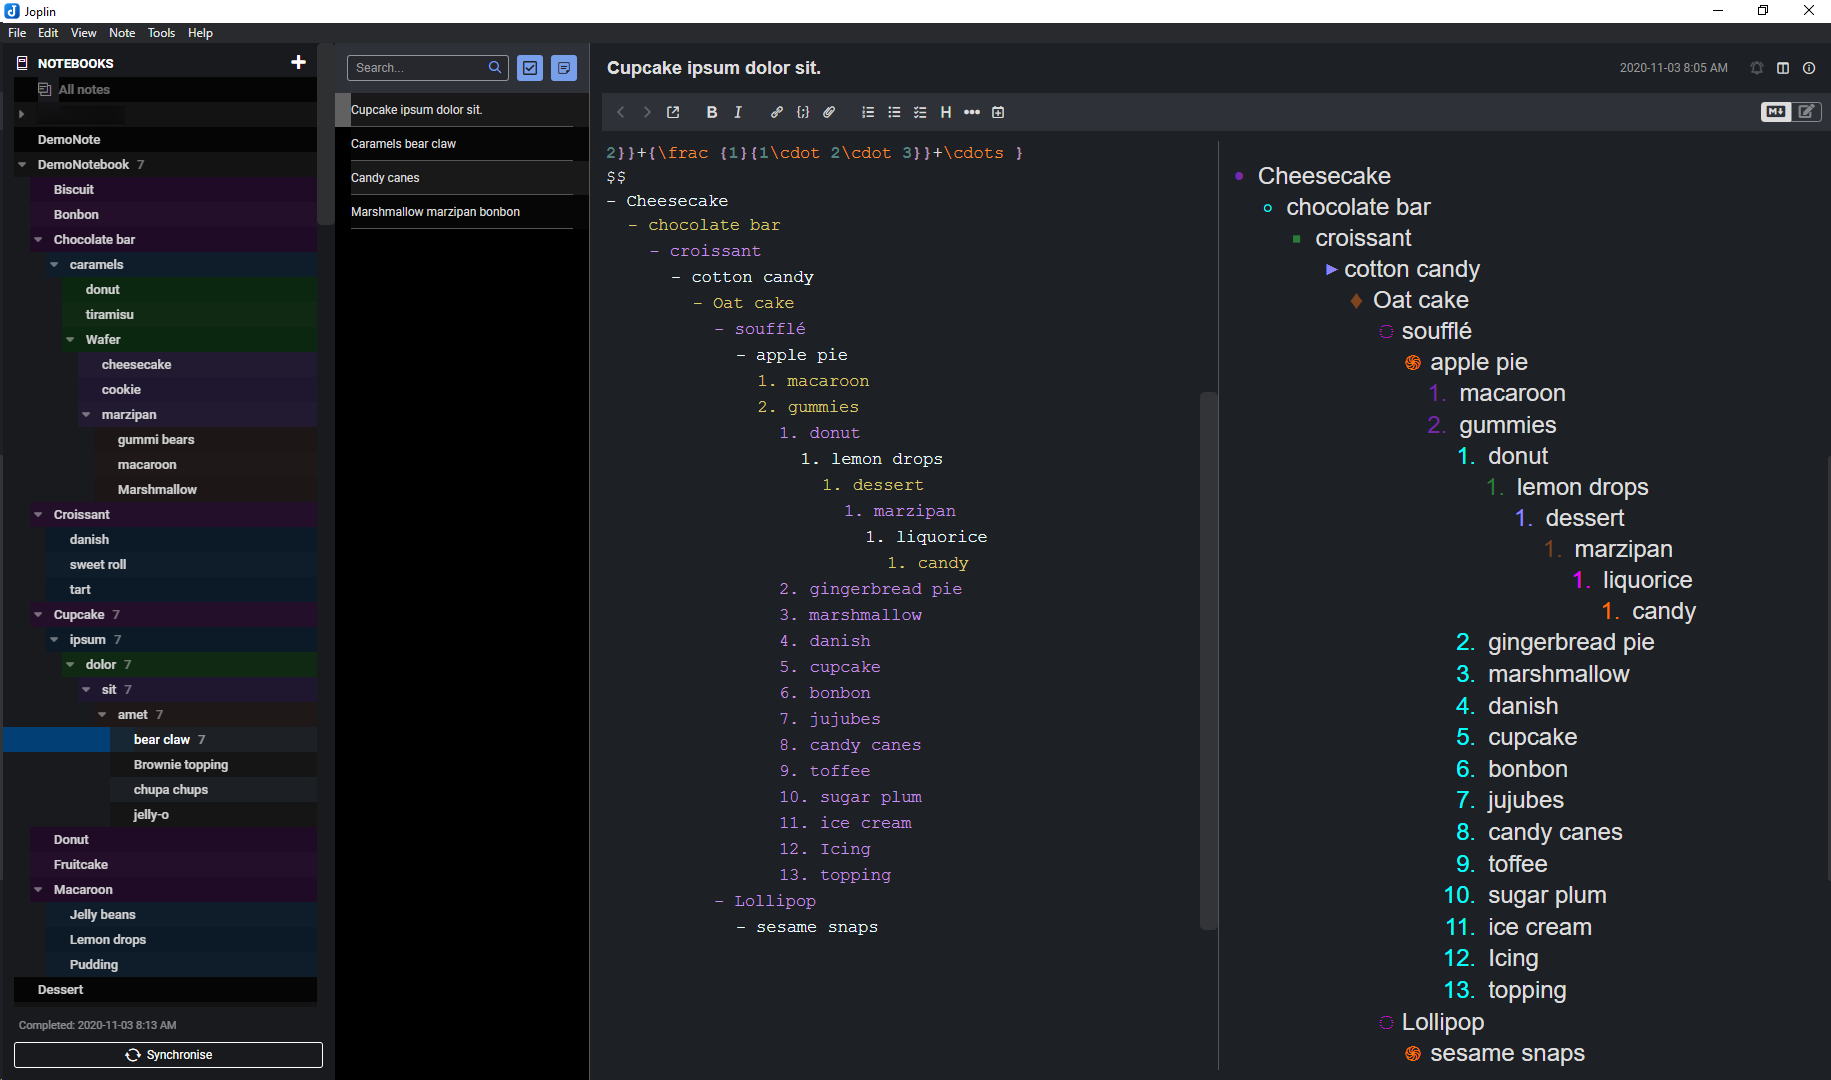 Joplin
File Edit View Note Tools Help
NOTEBOOKS
All notes
DemoNote
DemoNotebook 7
Biscuit
Bonbon
Chocolate bar
caramels
donut
tiramisu
Wafer
cheesecake
cookie
marzipan
gummi bears
macaroon
Marshmallow
Croissant
danish
sweet roll
tart
Cupcake 7
ipsum 7
dolor 7
sit 7
amet 7
bear claw 7
Brownie topping
chupa chups
jelly-o
Donut
Fruitcake
Macaroon
Jelly beans
Lemon drops
Pudding
Dessert
Completed: 2020-11-03 8:13 AM
Synchronise
Search...
Cupcake ipsum dolor sit.
Caramels bear claw
Candy canes
Marshmallow marzipan bonbon
Cupcake ipsum dolor sit.
2020-11-03 8:05 AM
B I H
M
2}}+{\frac {1}{1\cdot 2\cdot 3}}+\cdots }
$$
- Cheesecake
- chocolate bar
- croissant
- cotton candy
- Oat cake
- soufflé
- apple pie
1. macaroon
2. gummies
1. donut
1. lemon drops
1. dessert
1. marzipan
1. liquorice
1. candy
2. gingerbread pie
3. marshmallow
4. danish
5. cupcake
6. bonbon
7. jujubes
8. candy canes
9. toffee
10. sugar plum
11. ice cream
12. Icing
13. topping
- Lollipop
- sesame snaps
Cheesecake
chocolate bar
croissant
cotton candy
Oat cake
soufflé
apple pie
1. macaroon
2. gummies
1. donut
1. lemon drops
1. dessert
1. marzipan
1. liquorice
1. candy
2. gingerbread pie
3. marshmallow
4. danish
5. cupcake
6. bonbon
7. jujubes
8. candy canes
9. toffee
10. sugar plum
11. ice cream
12. Icing
13. topping
Lollipop
sesame snaps